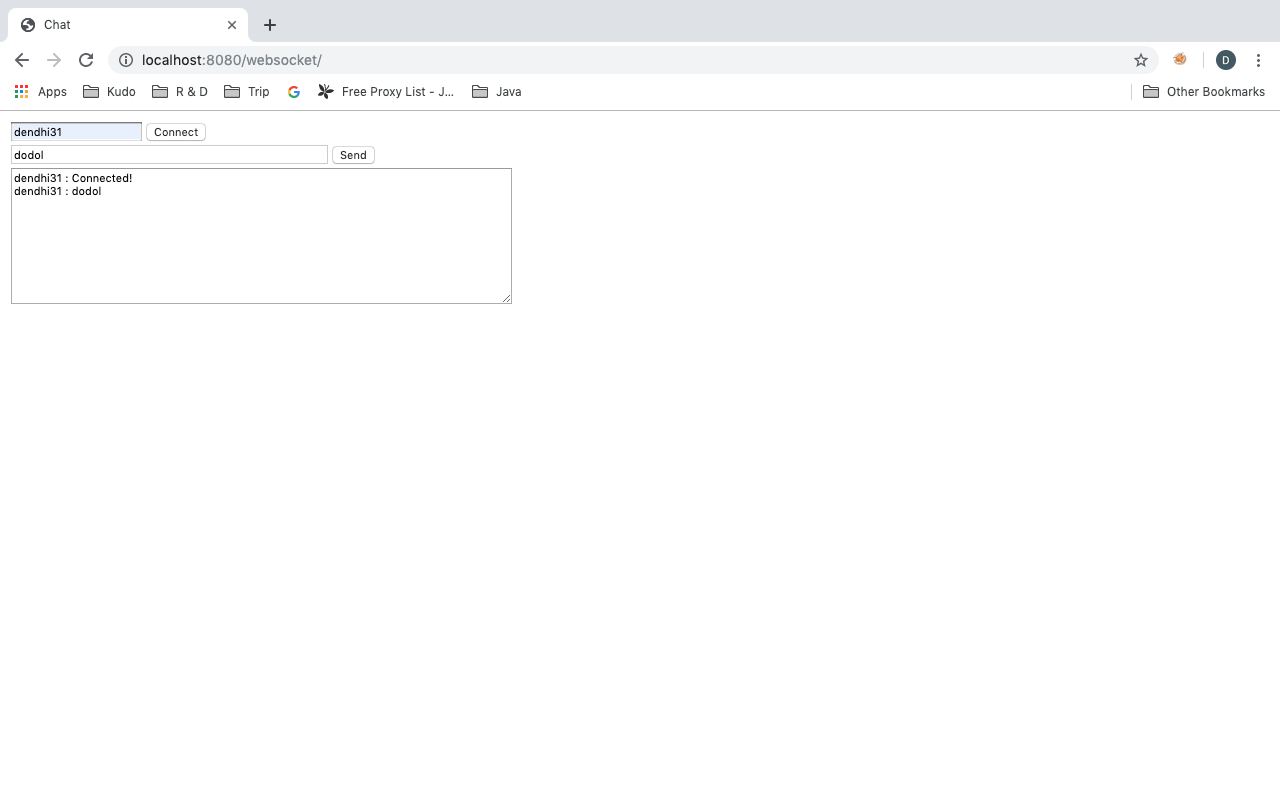 Chat
localhost:8080/websocket/
D
Apps Kudo R & D Trip Free Proxy List - J... Java Other Bookmarks
dendhi31 Connect
dodol Send
dendhi31 : Connected!
dendhi31 : dodol